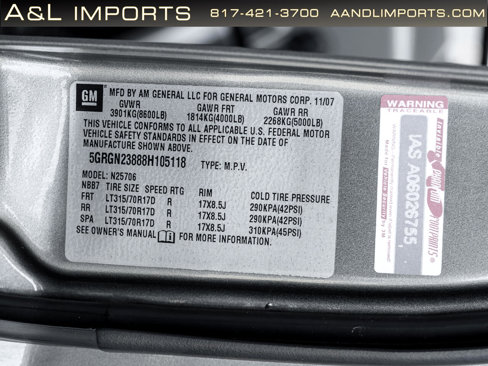 A&L IMPORTS 817-421-3700 AANDLIMPORTS.COM
GM
MFD BY AM GENERAL LLC FOR GENERAL MOTORS CORP. 11/07
GVWR GAWR FRT GAWR RR
3901KG(8600LB) 1814KG(4000LB) 2268KG(5000LB)
THIS VEHICLE CONFORMS TO ALL APPLICABLE U.S. FEDERAL MOTOR
VEHICLE SAFETY STANDARDS IN EFFECT ON THE DATE OF
MANUFACTURE SHOWN ABOVE.
5GRGN23888H105118 TYPE: M.P.V.
MODEL: N25706
NBB7 TIRE SIZE SPEED RTG RIM COLD TIRE PRESSURE
FRT LT315/70R17D R 17X8.5J 290KPA(42PSI)
RR LT315/70R17D R 17X8.5J 290KPA(42PSI)
SPA LT315/70R17D R 17X8.5J 310KPA(45PSI)
SEE OWNER'S MANUAL FOR MORE INFORMATION.
WARNING
TRACEABLE
VAS A06026755